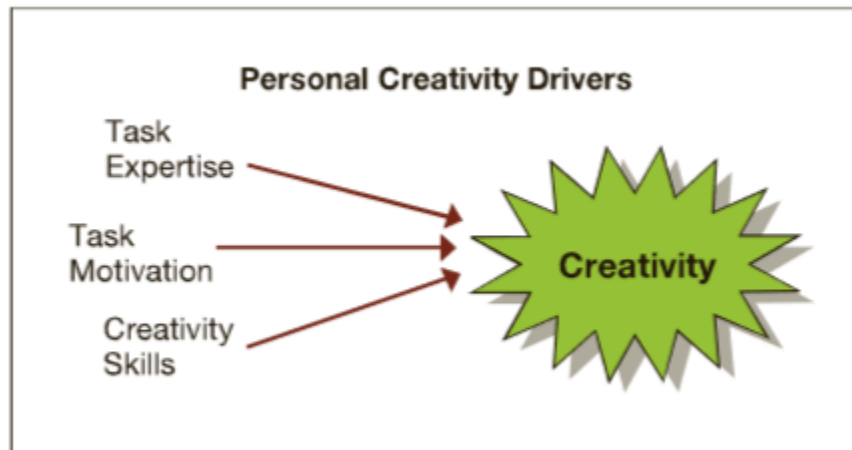 Personal Creativity Drivers
Task
Expertise
Task
Motivation
Creativity
Skills
Creativity